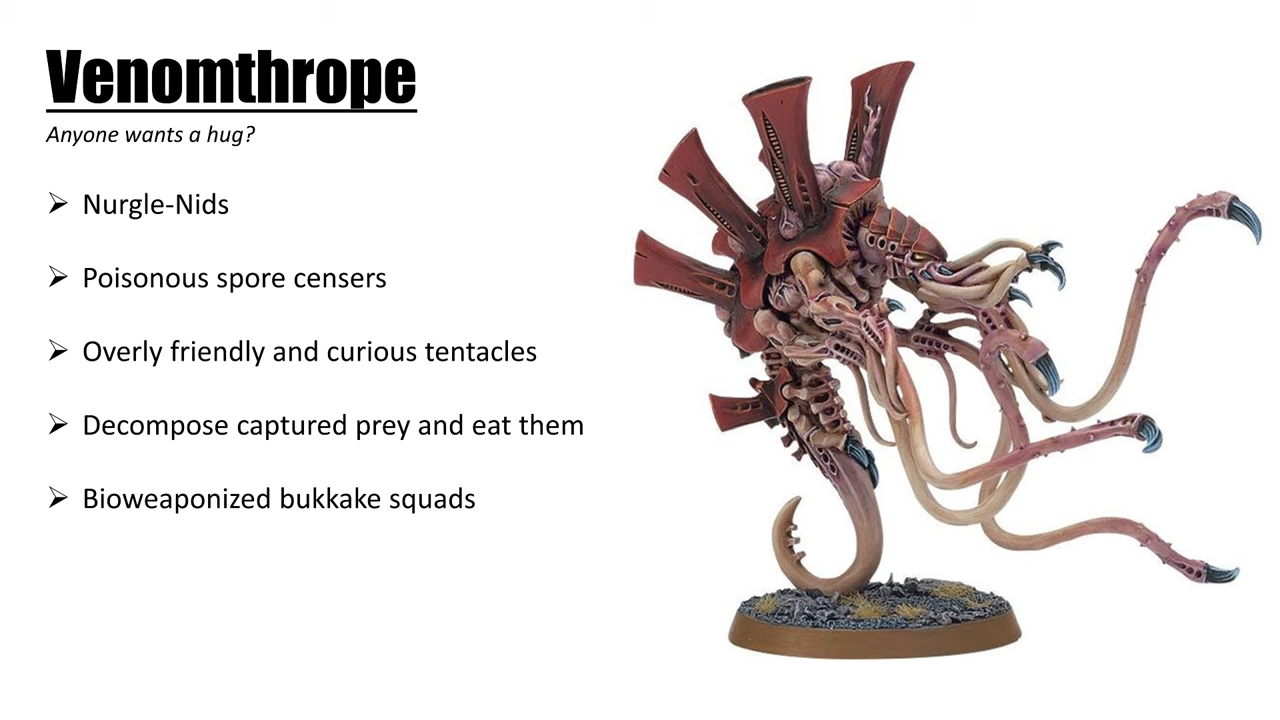 Venomthrope
Anyone wants a hug?
➢ Nurgle-Nids
➢ Poisonous spore censers
➢ Overly friendly and curious tentacles
➢ Decompose captured prey and eat them
➢ Bioweaponized bukkake squads